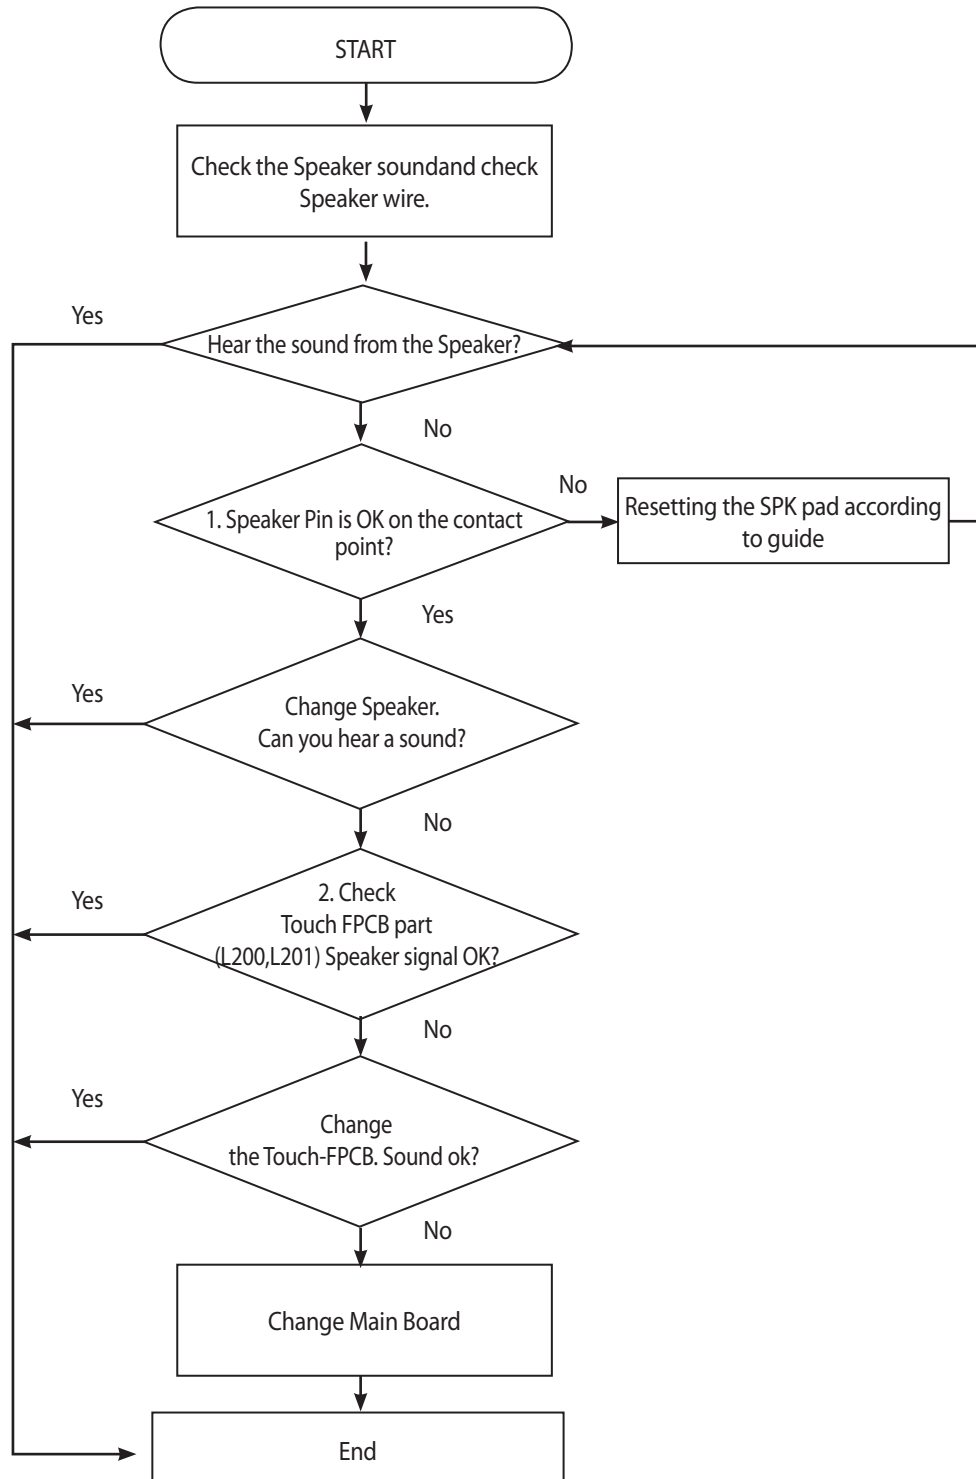 START
Check the Speaker soundand check
Speaker wire.
Yes
Hear the sound from the Speaker?
No
No
1. Speaker Pin is OK on the contact
point?
Resetting the SPK pad according
to guide
Yes
Yes
Change Speaker.
Can you hear a sound?
No
Yes
2. Check
Touch FPCB part
(L200,L201) Speaker signal OK?
No
Yes
Change
the Touch-FPCB. Sound ok?
No
Change Main Board
End